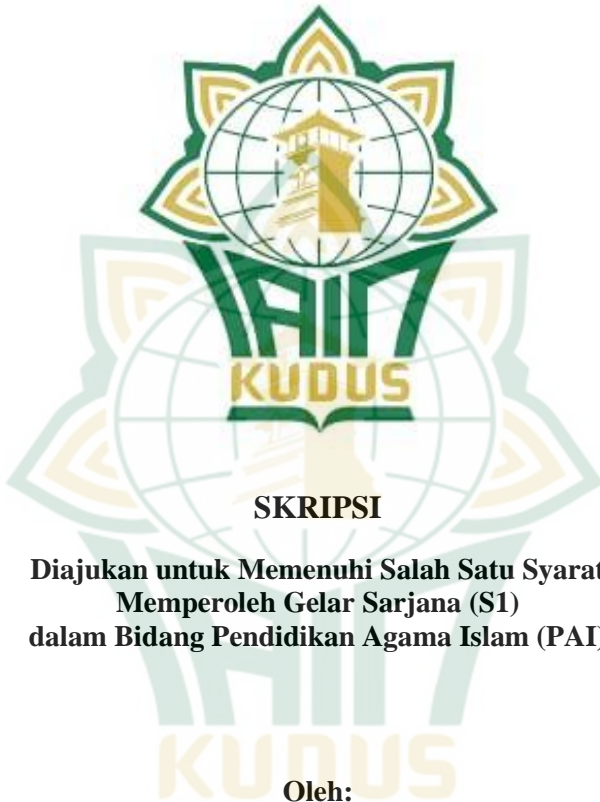 IAIN
KUDUS
SKRIPSI
Diajukan untuk Memenuhi Salah Satu Syarat
Memperoleh Gelar Sarjana (S1)
dalam Bidang Pendidikan Agama Islam (PAI)
IAIN
KUDUS
Oleh: